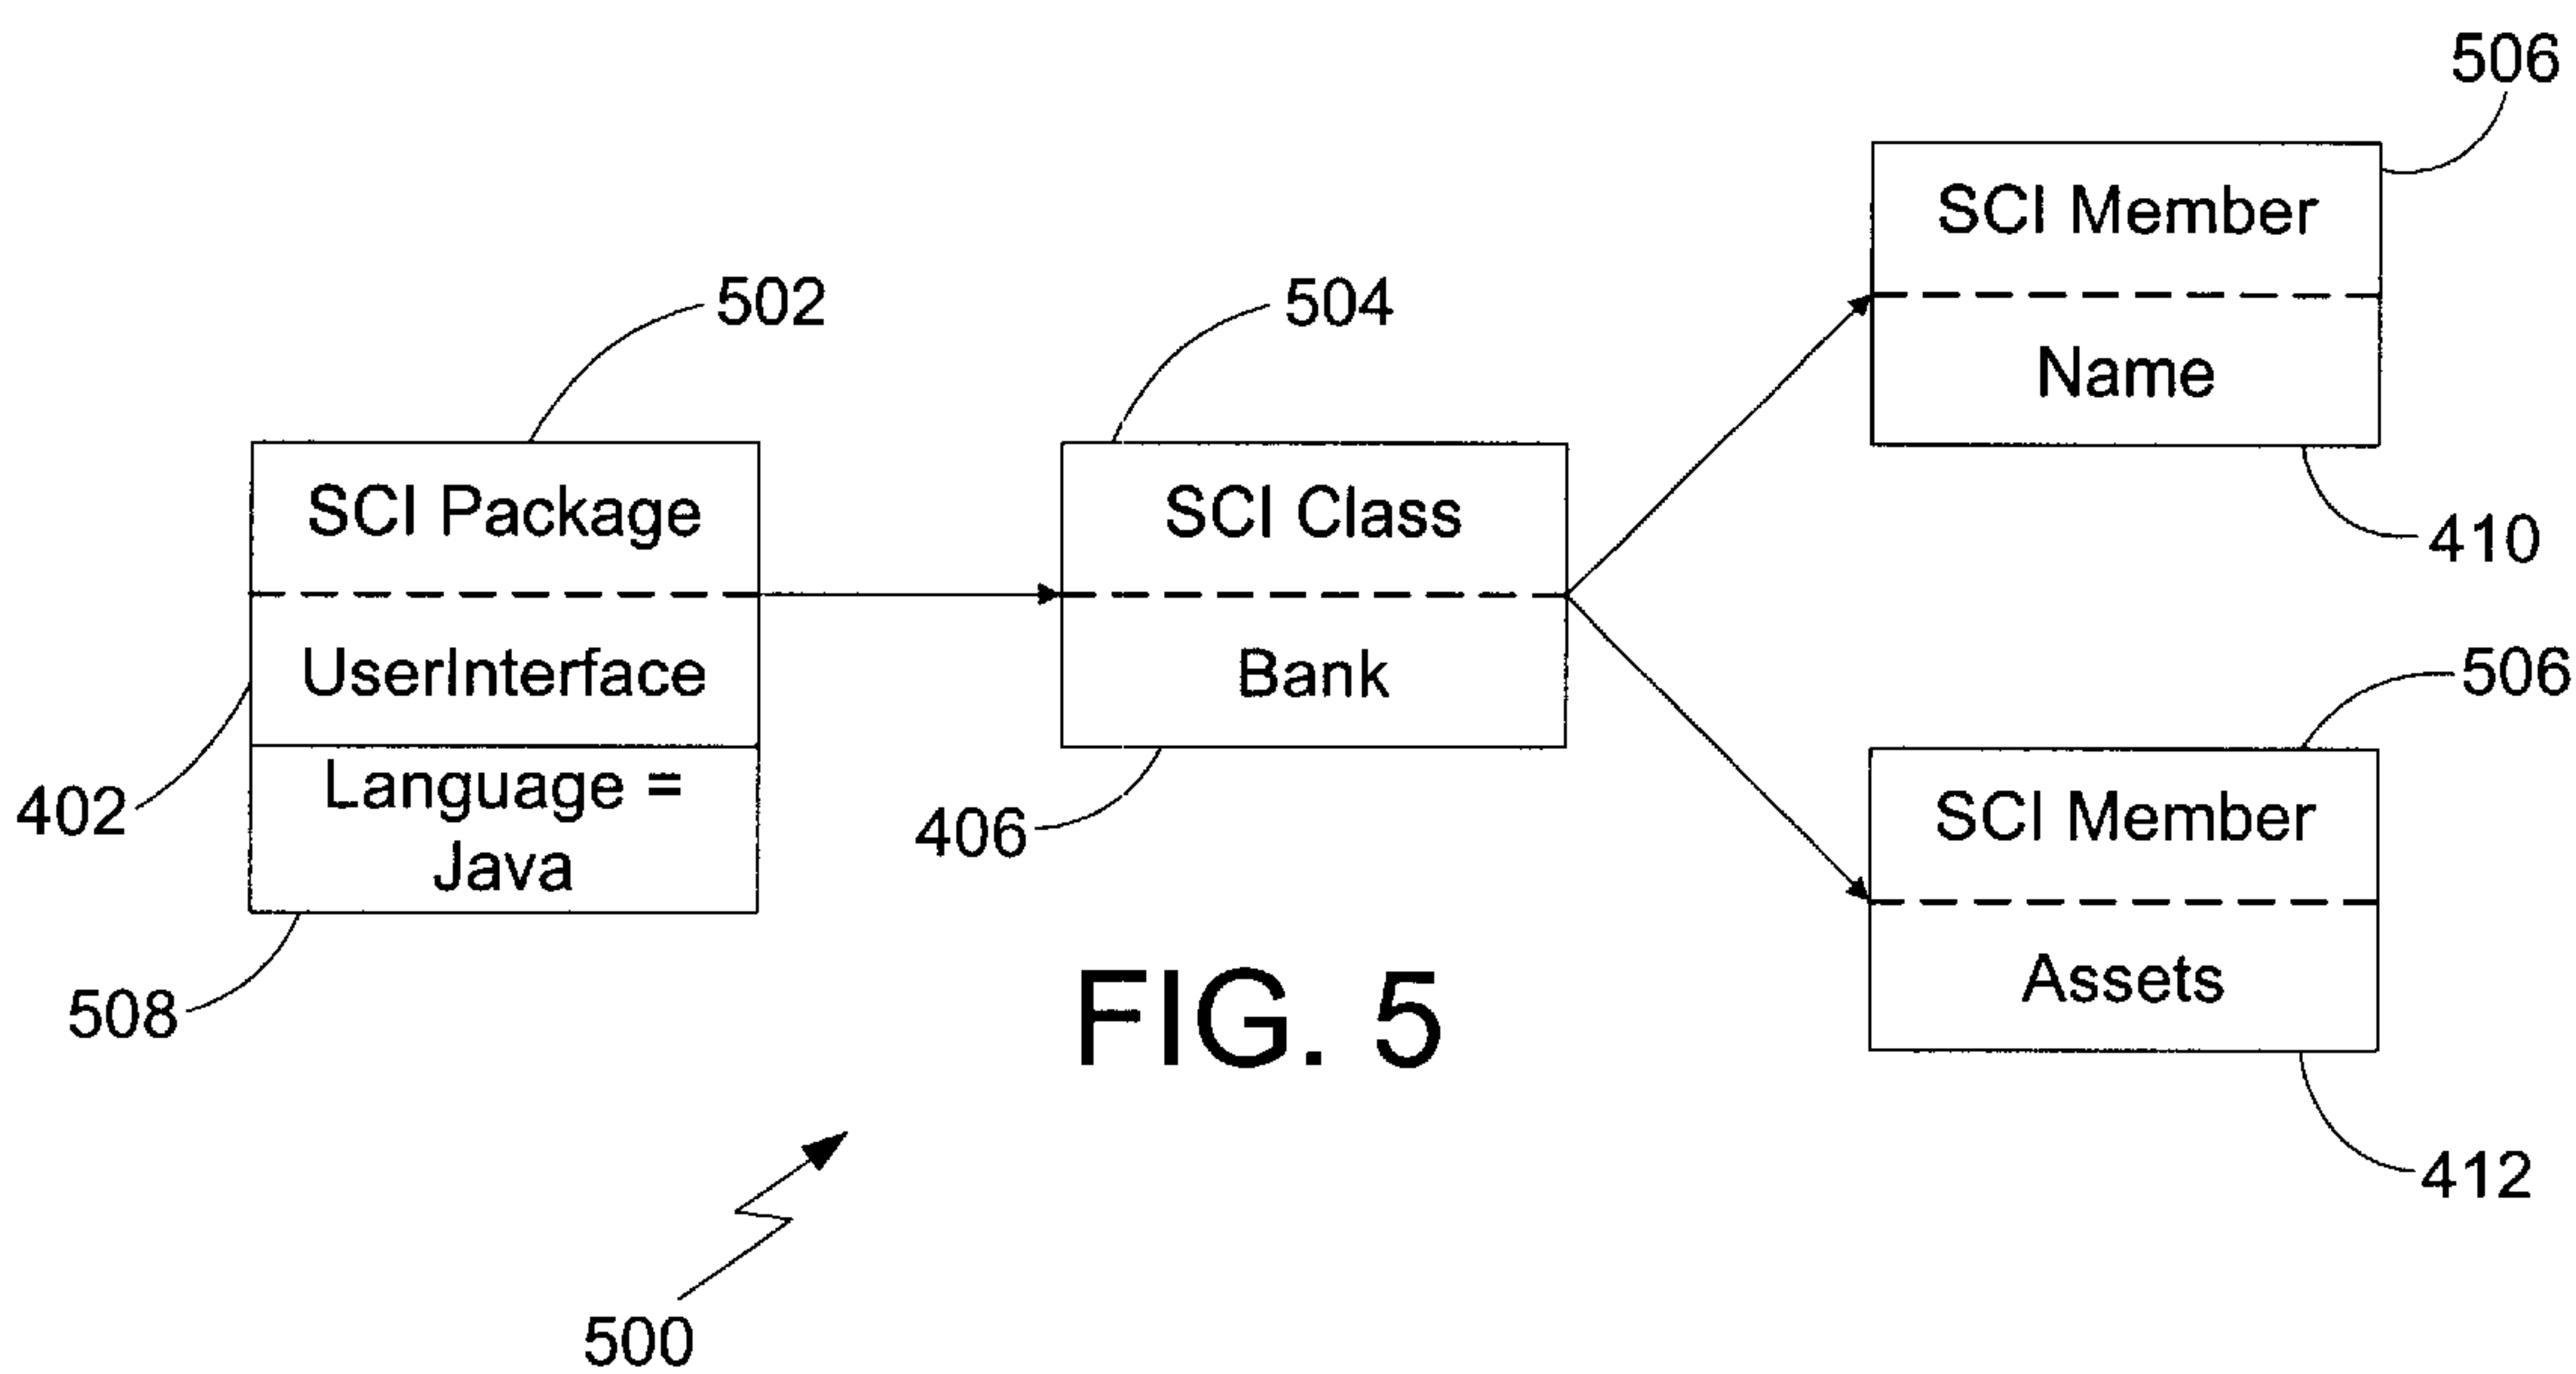 506
SCI Member
Name
410
502
504
SCI Package
UserInterface
Language =
Java
402
508
SCI Class
Bank
406
506
SCI Member
Assets
412
FIG. 5
500